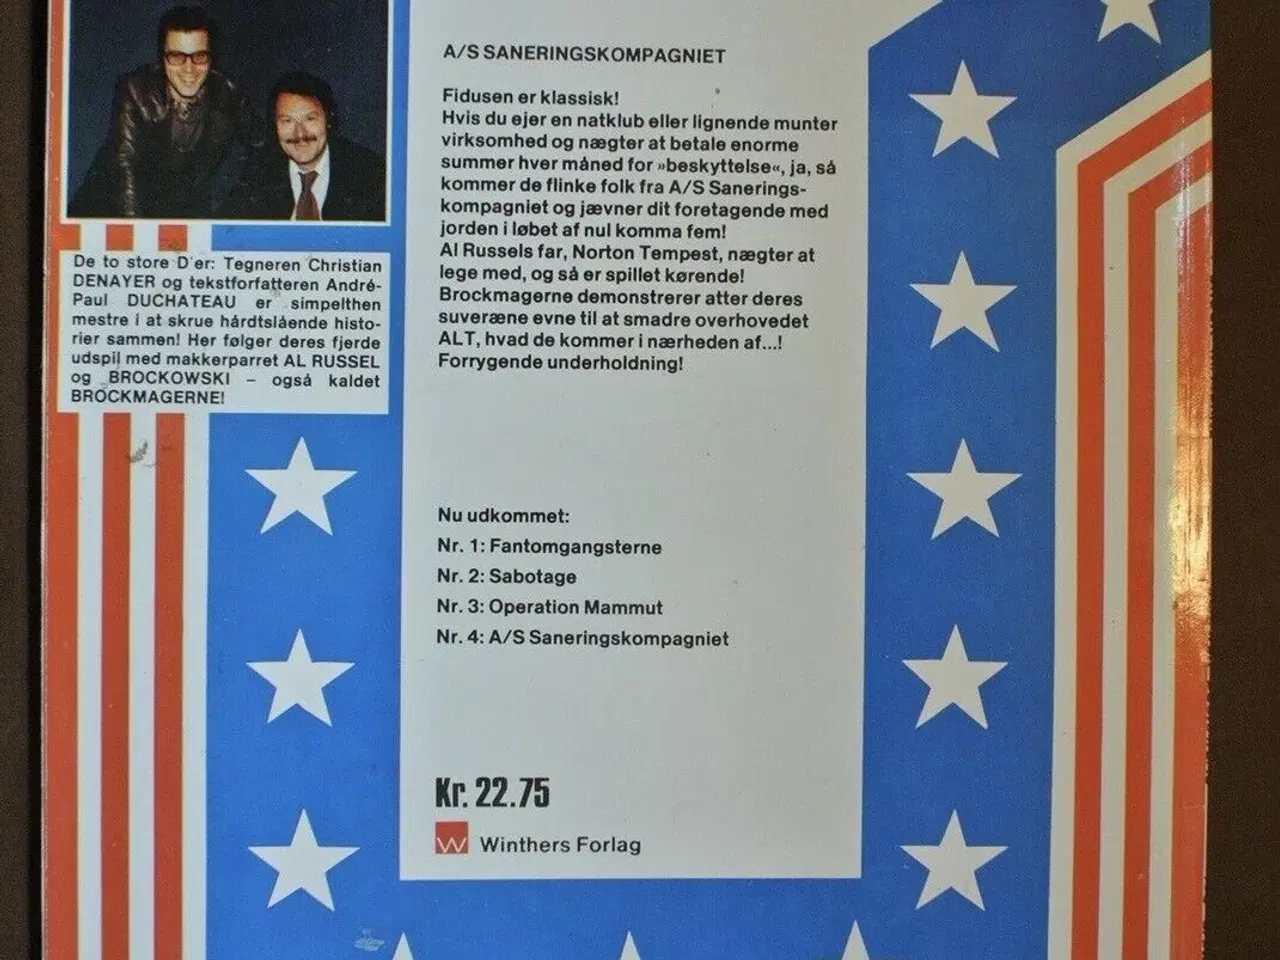 De to store D'er: Tegneren Christian
DENAYER og tekstforfatteren André-
Paul DUCHATEAU er simpelthen
mestre i at skrue hårdtslående histo-
rier sammen! Her følger deres fjerde
udspil med makkerparret AL RUSSEL
og BROCKOWSKI – også kaldet
BROCKMAGERNE!
A/S SANERINGSKOMPAGNIET
Fidusen er klassisk!
Hvis du ejer en natklub eller lignende munter
virksomhed og nægter at betale enorme
summer hver måned for »beskyttelse«, ja, så
kommer de flinke folk fra A/S Sanerings-
kompagniet og jævner dit foretagende med
jorden i løbet af nul komma fem!
Al Russels far, Norton Tempest, nægter at
lege med, og så er spillet kørende!
Brockmagerne demonstrerer atter deres
suveræne evne til at smadre overhovedet
ALT, hvad de kommer i nærheden af...!
Forrygende underholdning!
Nu udkommet:
Nr. 1: Fantomgangsterne
Nr. 2: Sabotage
Nr. 3: Operation Mammut
Nr. 4: A/S Saneringskompagniet
Kr. 22.75
W Winthers Forlag